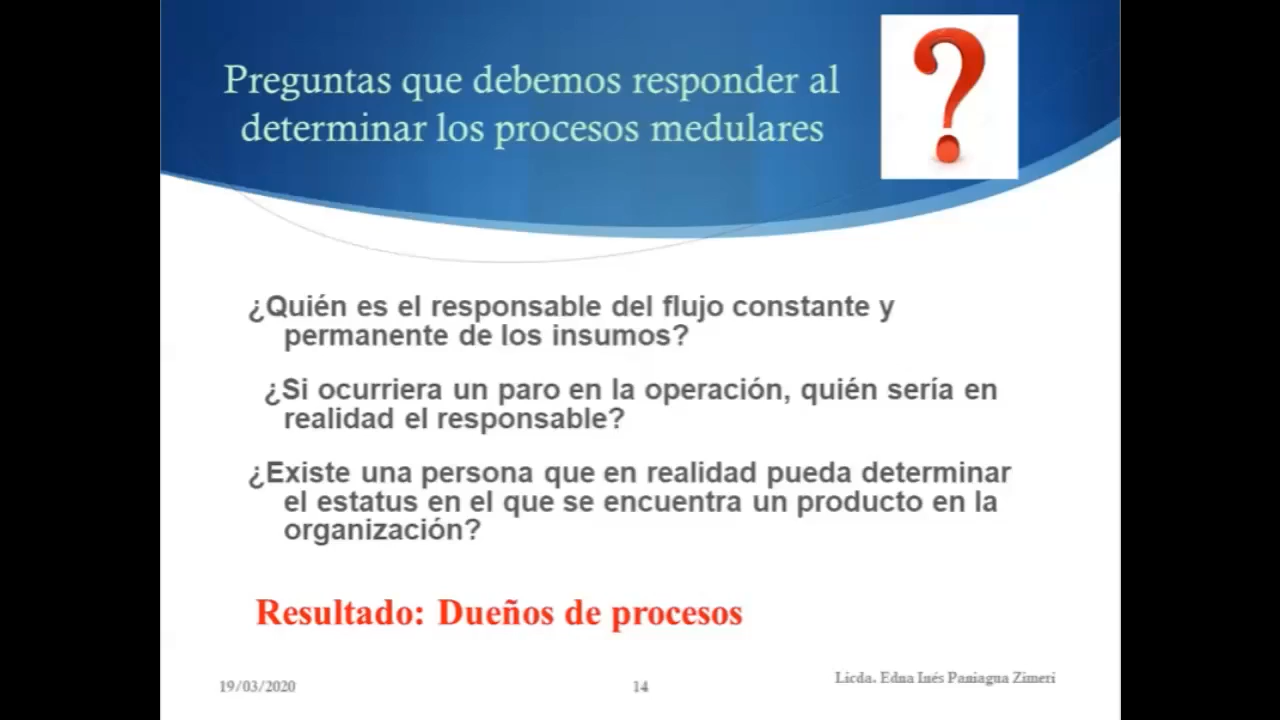 Preguntas que debemos responder al
determinar los procesos medulares
?
¿Quién es el responsable del flujo constante y
permanente de los insumos?
¿Si ocurriera un paro en la operación, quién sería en
realidad el responsable?
¿Existe una persona que en realidad pueda determinar
el estatus en el que se encuentra un producto en la
organización?
Resultado: Dueños de procesos
19/03/2020
14
Licda. Edna Inés Paniagua Zimeri